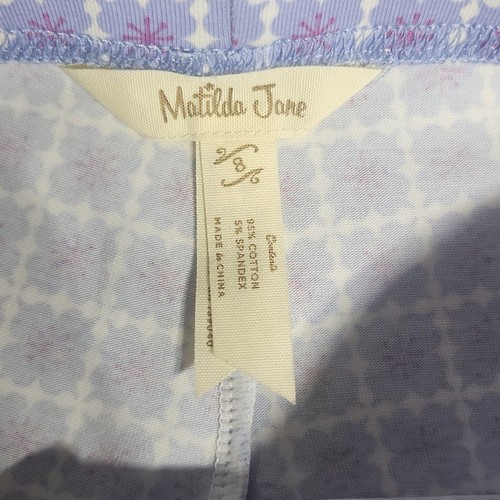 Matilda Jane
8
Contents
95% COTTON
5% SPANDEX
MADE in CHINA